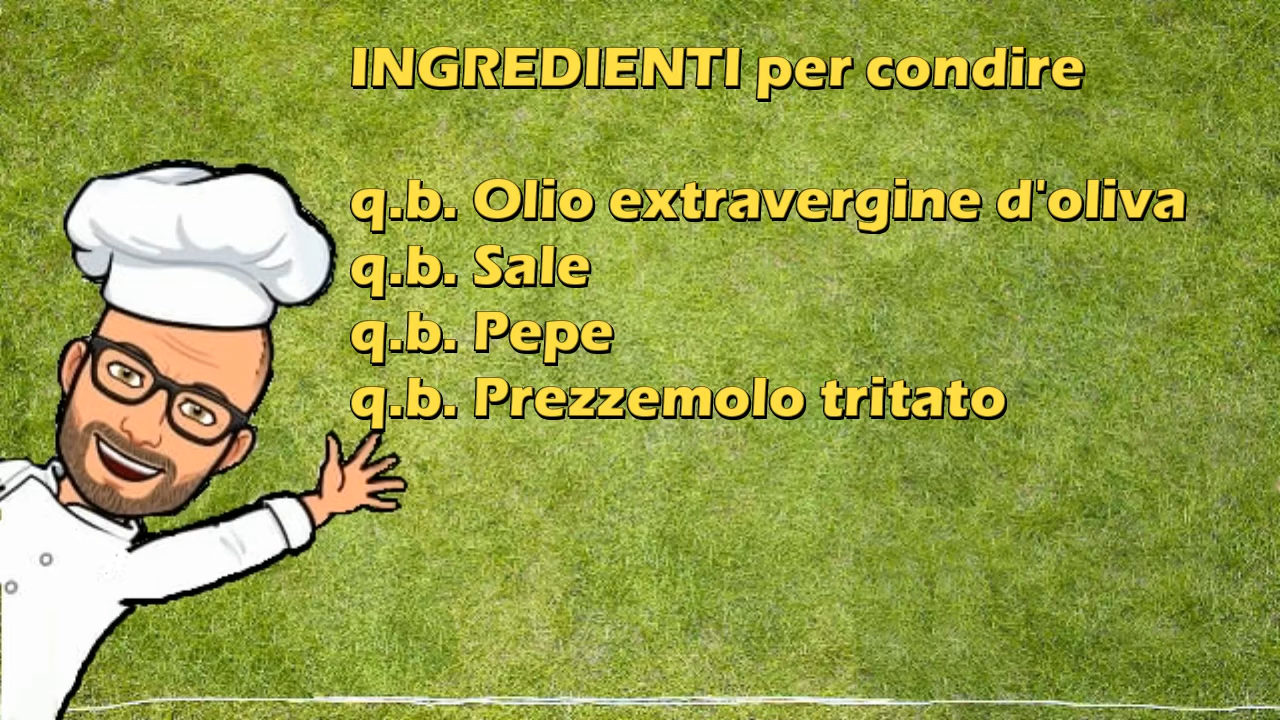 INGREDIENTI per condire
q.b. Olio extravergine d'oliva
q.b. Sale
q.b. Pepe
q.b. Prezzemolo tritato